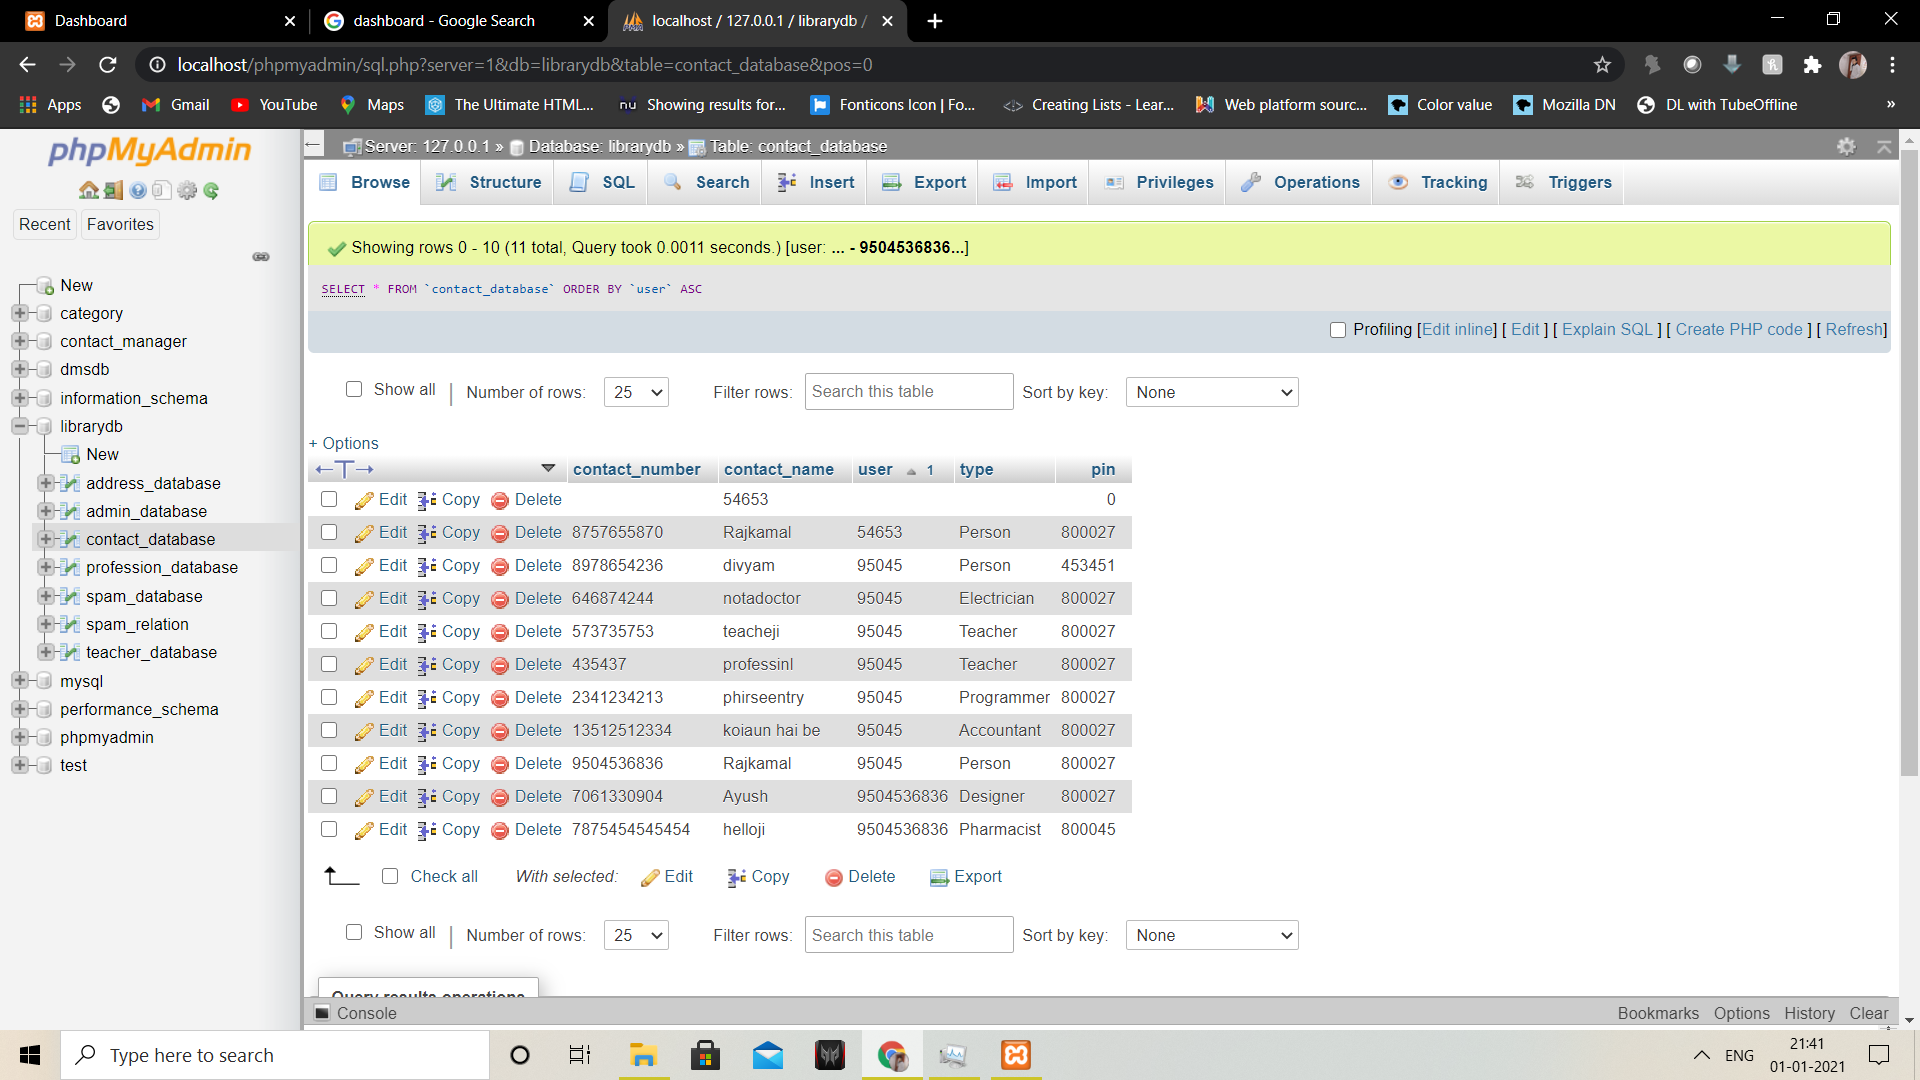 Dashboard
dashboard - Google Search
localhost / 127.0.0.1 / librarydb /
localhost/phpmyadmin/sql.php?server=1&db=librarydb&table=contact_database&pos=0
Apps Gmail YouTube Maps The Ultimate HTML... nu Showing results for... Fonticons Icon | Fo... Creating Lists - Lear... Web platform sourc... Color value Mozilla DN DL with TubeOffline »
phpMyAdmin
Recent Favorites
New
category
contact_manager
dmsdb
information_schema
librarydb
New
address_database
admin_database
contact_database
profession_database
spam_database
spam_relation
teacher_database
mysql
performance_schema
phpmyadmin
test
Server: 127.0.0.1 » Database: librarydb » Table: contact_database
Browse Structure SQL Search Insert Export Import Privileges Operations Tracking Triggers
Showing rows 0 - 10 (11 total, Query took 0.0011 seconds.) [user: ... - 9504536836...]
SELECT * FROM `contact_database` ORDER BY `user` ASC
Profiling [Edit inline] [ Edit ] [ Explain SQL ] [ Create PHP code ] [ Refresh]
Show all | Number of rows: 25 Filter rows: Search this table Sort by key: None
+ Options
←T→ contact_number contact_name user 1 type pin
Edit Copy Delete 54653 0
Edit Copy Delete 8757655870 Rajkamal 54653 Person 800027
Edit Copy Delete 8978654236 divyam 95045 Person 453451
Edit Copy Delete 646874244 notadoctor 95045 Electrician 800027
Edit Copy Delete 573735753 teacheji 95045 Teacher 800027
Edit Copy Delete 435437 professinl 95045 Teacher 800027
Edit Copy Delete 2341234213 phirseentry 95045 Programmer 800027
Edit Copy Delete 13512512334 koiaun hai be 95045 Accountant 800027
Edit Copy Delete 9504536836 Rajkamal 95045 Person 800027
Edit Copy Delete 7061330904 Ayush 9504536836 Designer 800027
Edit Copy Delete 7875454545454 helloji 9504536836 Pharmacist 800045
Check all With selected: Edit Copy Delete Export
Show all | Number of rows: 25 Filter rows: Search this table Sort by key: None
Query results operations
Console Bookmarks Options History Clear
Type here to search
ENG
21:41
01-01-2021